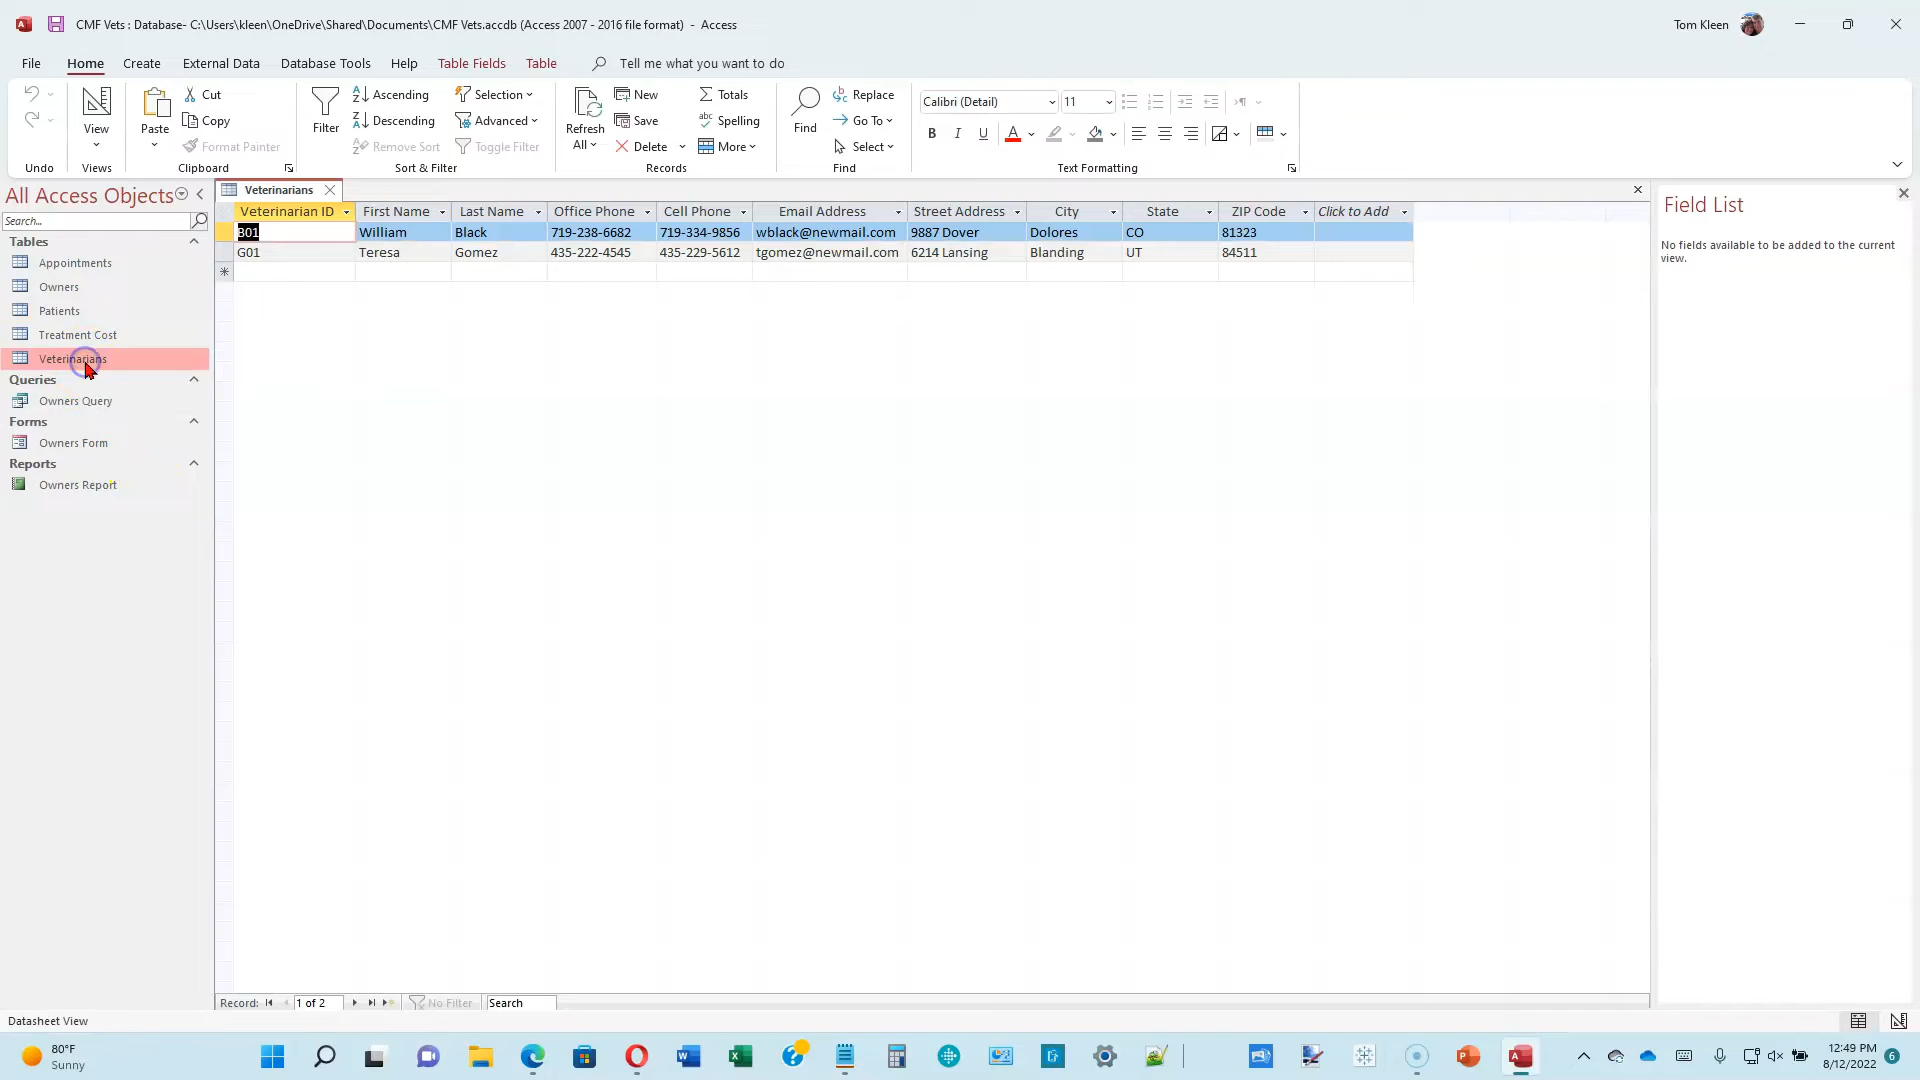 CMF Vets : Database- C:\Users\kleen\OneDrive\Shared\Documents\CMF Vets.accdb (Access 2007 - 2016 file format) - Access
Tom Kleen
File Home Create External Data Database Tools Help Table Fields Table Tell me what you want to do
View
Paste
Cut
Copy
Format Painter
Filter
Ascending
Descending
Remove Sort
Selection
Advanced
Toggle Filter
Refresh All
New
Save
Delete
Totals
Spelling
More
Find
Replace
Go To
Select
Calibri (Detail) 11
B I U A
Undo Views Clipboard Sort & Filter Records Find Text Formatting
All Access Objects
Search...
Tables
Appointments
Owners
Patients
Treatment Cost
Veterinarians
Queries
Owners Query
Forms
Owners Form
Reports
Owners Report
Veterinarians
Veterinarian ID First Name Last Name Office Phone Cell Phone Email Address Street Address City State ZIP Code Click to Add
B01 William Black 719-238-6682 719-334-9856 wblack@newmail.com 9887 Dover Dolores CO 81323
G01 Teresa Gomez 435-222-4545 435-229-5612 tgomez@newmail.com 6214 Lansing Blanding UT 84511
Field List
No fields available to be added to the current
view.
Record: 1 of 2 No Filter Search
Datasheet View
80°F
Sunny
12:49 PM
8/12/2022
6